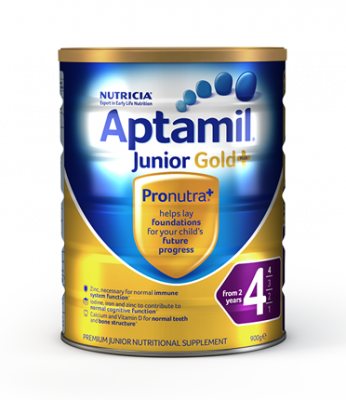 NUTRICIA
Expert in Early Life Nutrition
Aptamil
Junior Gold+
Pronutra+
helps lay
foundations
for your child's
future
progress
Zinc, necessary for normal immune
system function*
Iodine, iron and zinc to contribute to
normal cognitive function*
Calcium and Vitamin D for normal teeth
and bone structure*
From 2
years
4
PREMIUM JUNIOR NUTRITIONAL SUPPLEMENT
900g